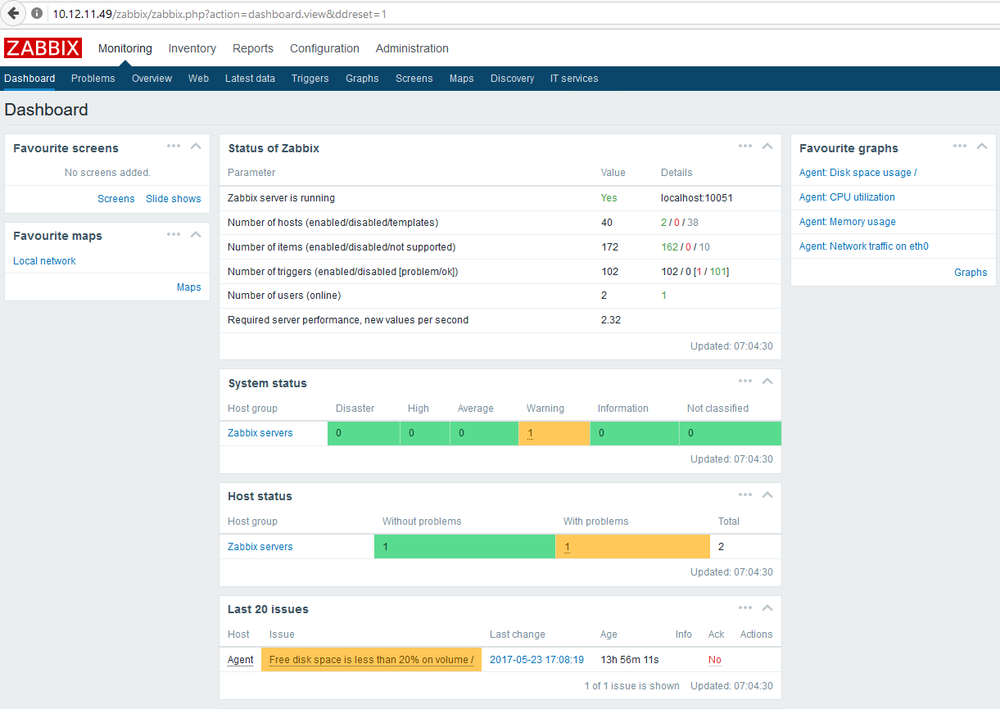 10.12.11.49/zabbix/zabbix.php?action=dashboard.view&ddreset=1
ZABBIX Monitoring Inventory Reports Configuration Administration
Dashboard Problems Overview Web Latest data Triggers Graphs Screens Maps Discovery IT services
Dashboard
Favourite screens
No screens added.
Screens Slide shows
Favourite maps
Local network
Maps
Status of Zabbix
Parameter Value Details
Zabbix server is running Yes localhost:10051
Number of hosts (enabled/disabled/templates) 40 2 / 0 / 38
Number of items (enabled/disabled/not supported) 172 162 / 0 / 10
Number of triggers (enabled/disabled [problem/ok]) 102 102 / 0 [1 / 101]
Number of users (online) 2 1
Required server performance, new values per second 2.32
Updated: 07:04:30
System status
Host group Disaster High Average Warning Information Not classified
Zabbix servers 0 0 0 1 0 0
Updated: 07:04:30
Host status
Host group Without problems With problems Total
Zabbix servers 1 1 2
Updated: 07:04:30
Last 20 issues
Host Issue Last change Age Info Ack Actions
Agent Free disk space is less than 20% on volume / 2017-05-23 17:08:19 13h 56m 11s No
1 of 1 issue is shown Updated: 07:04:30
Favourite graphs
Agent: Disk space usage /
Agent: CPU utilization
Agent: Memory usage
Agent: Network traffic on eth0
Graphs